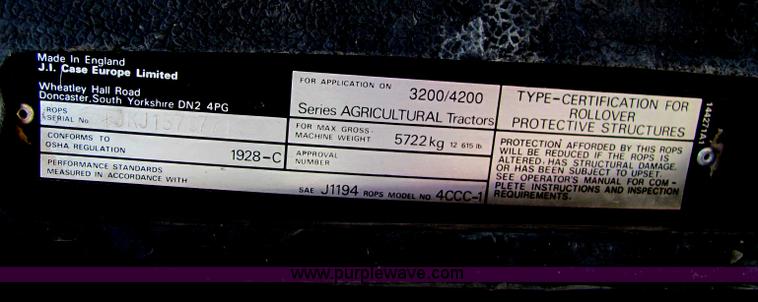 Made In England
J.I. Case Europe Limited
Wheatley Hall Road
Doncaster, South Yorkshire DN2 4PG
ROPS
SERIAL No
CONFORMS TO
OSHA REGULATION 1928-C
PERFORMANCE STANDARDS
MEASURED IN ACCORDANCE WITH
SAE J1194 ROPS MODEL NO 4CCC-1
FOR APPLICATION ON 3200/4200
Series AGRICULTURAL Tractors
FOR MAX GROSS-
MACHINE WEIGHT 5722kg 12 615 lb
APPROVAL
NUMBER
TYPE-CERTIFICATION FOR
ROLLOVER
PROTECTIVE STRUCTURES
PROTECTION AFFORDED BY THIS ROPS
WILL BE REDUCED IF THE ROPS IS
ALTERED, HAS STRUCTURAL DAMAGE,
OR HAS BEEN SUBJECT TO UPSET.
SEE OPERATOR'S MANUAL FOR COM-
PLETE INSTRUCTIONS AND INSPECTION
REQUIREMENTS.
144271A1
www.purplewave.com